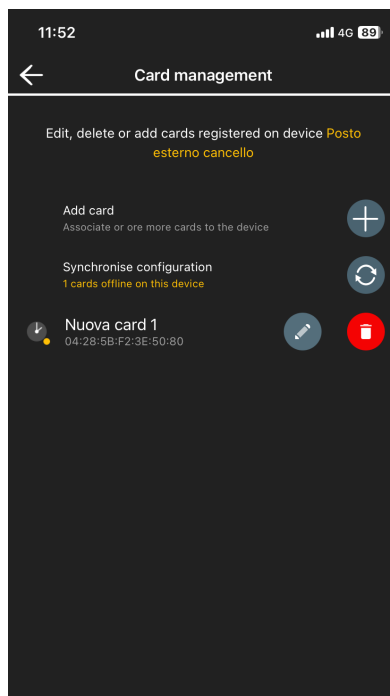 11:52
4G 89
Card management
Edit, delete or add cards registered on device Posto
esterno cancello
Add card
Associate or ore more cards to the device
Synchronise configuration
1 cards offline on this device
Nuova card 1
04:28:5B:F2:3E:50:80